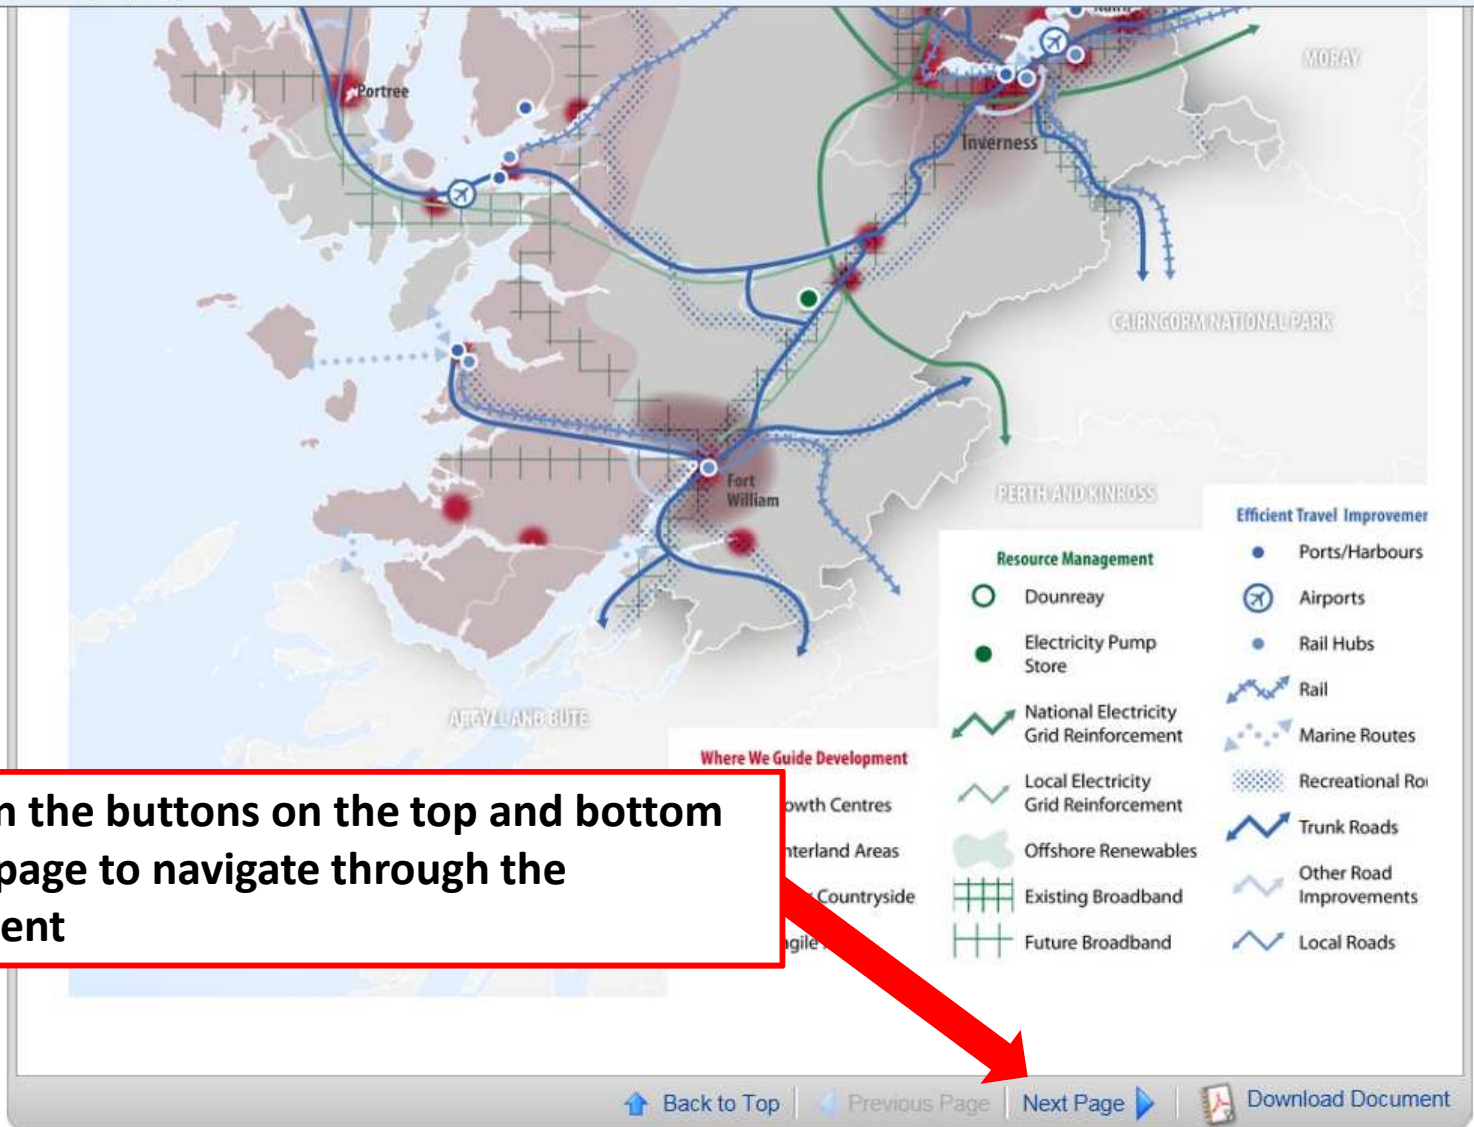 Nairn
MORAY
Portree
Inverness
CAIRNGORM NATIONAL PARK
Fort
William
PERTH AND KINROSS
ARGYLL AND BUTE
Where We Guide Development
owth Centres
nterland Areas
Countryside
agile
Resource Management
Dounreay
Electricity Pump
Store
National Electricity
Grid Reinforcement
Local Electricity
Grid Reinforcement
Offshore Renewables
Existing Broadband
Future Broadband
Efficient Travel Improvemer
Ports/Harbours
Airports
Rail Hubs
Rail
Marine Routes
Recreational Rou
Trunk Roads
Other Road
Improvements
Local Roads
n the buttons on the top and bottom
page to navigate through the
ent
Back to Top
Previous Page
Next Page
Download Document